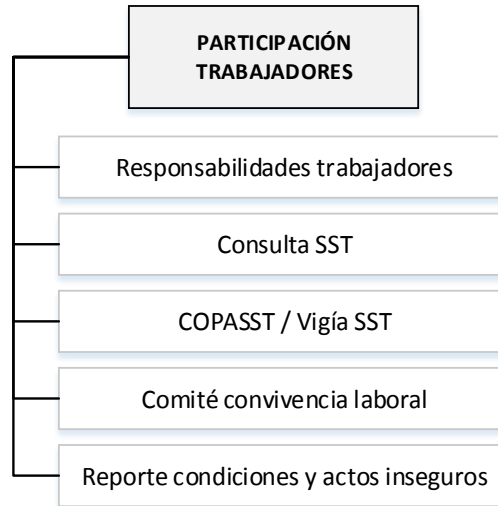 PARTICIPACIÓN
TRABAJADORES
Responsabilidades trabajadores
Consulta SST
COPASST / Vigía SST
Comité convivencia laboral
Reporte condiciones y actos inseguros